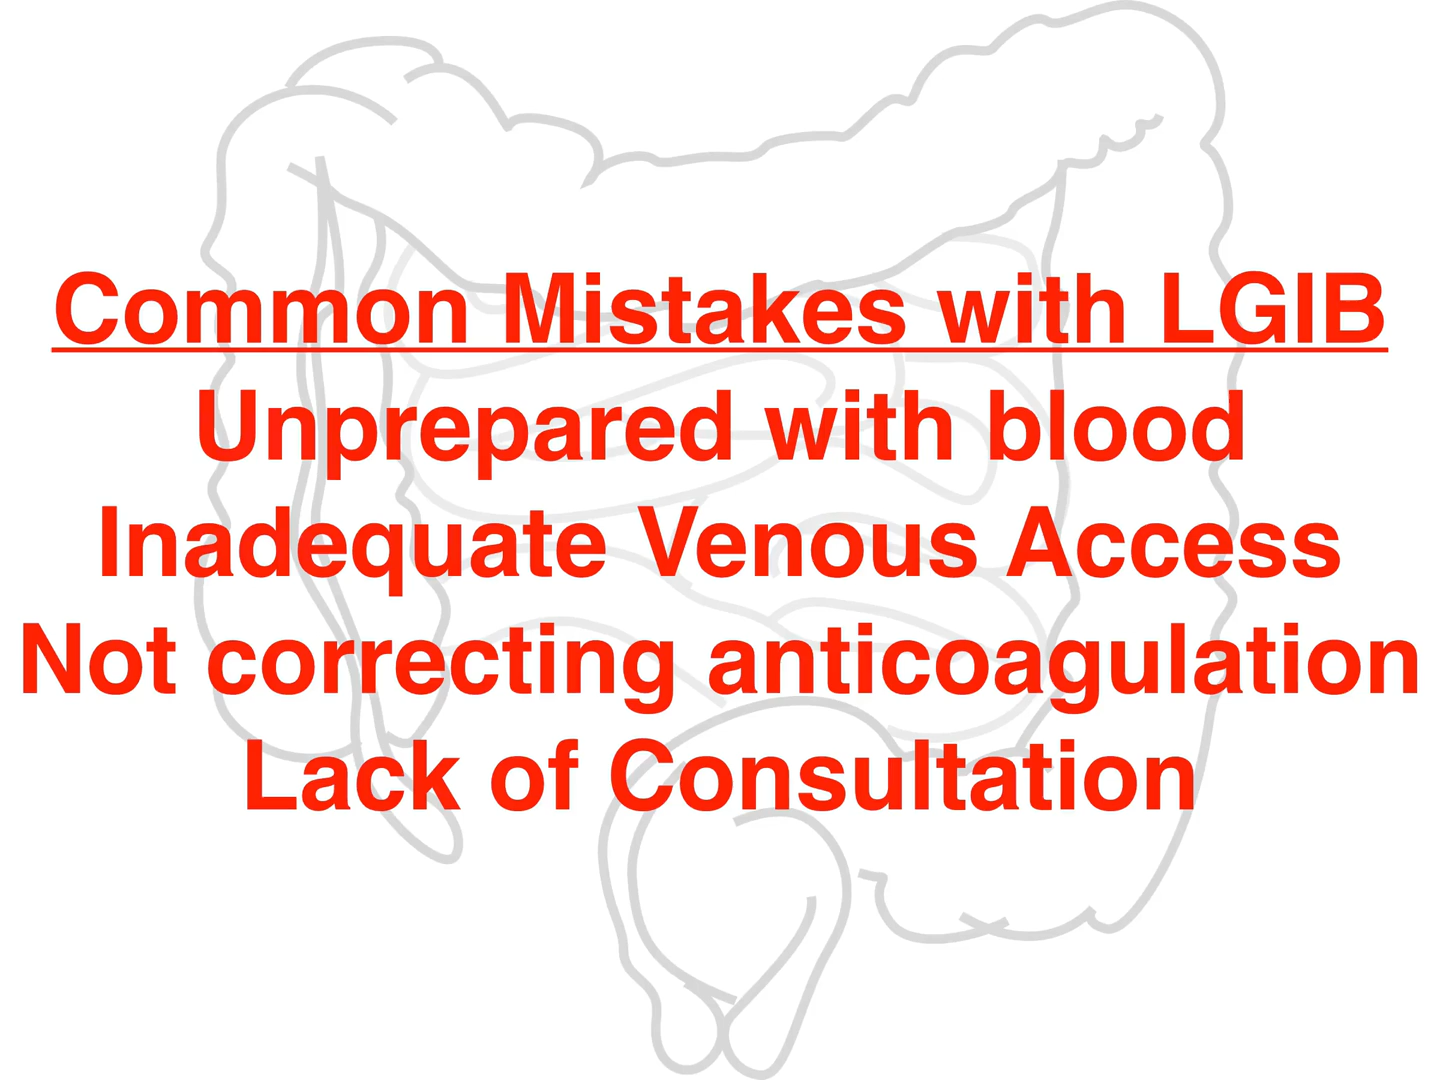 Common Mistakes with LGIB
Unprepared with blood
Inadequate Venous Access
Not correcting anticoagulation
Lack of Consultation